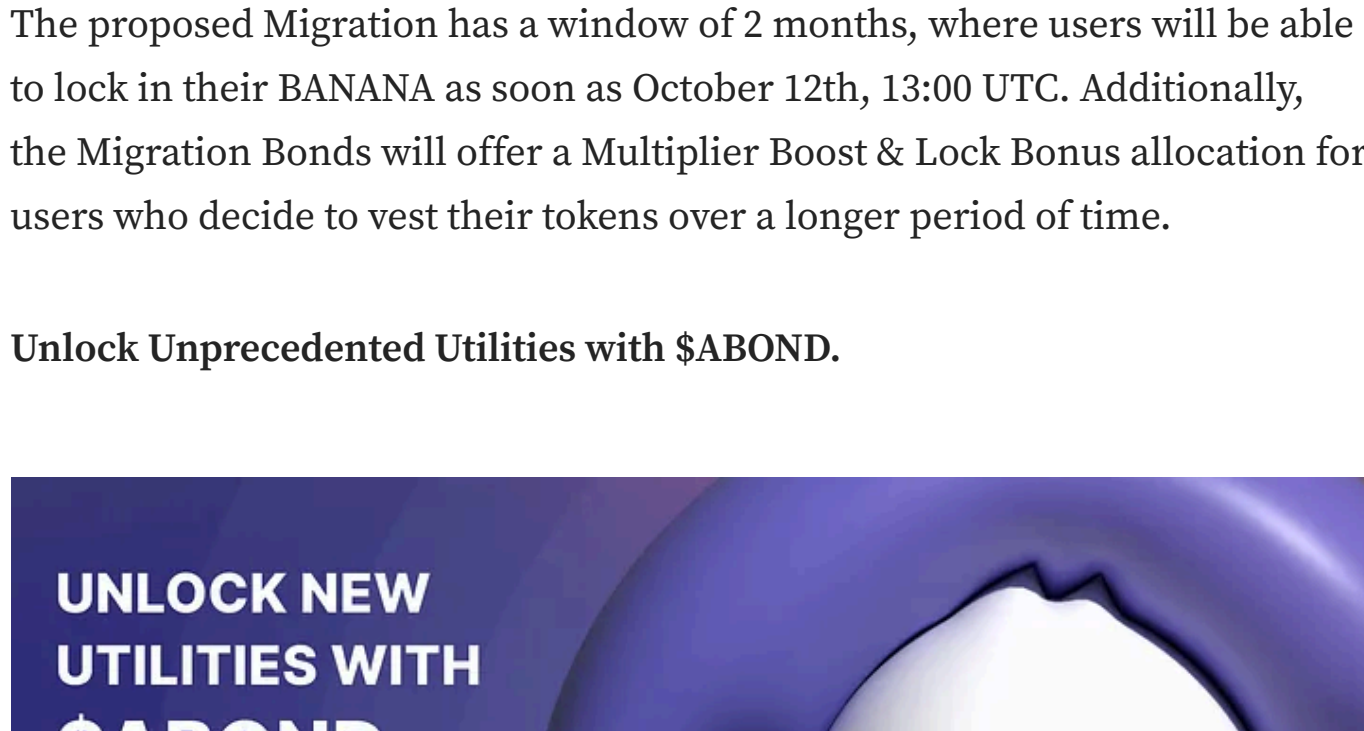 The proposed Migration has a window of 2 months, where users will be able
to lock in their BANANA as soon as October 12th, 13:00 UTC. Additionally,
the Migration Bonds will offer a Multiplier Boost & Lock Bonus allocation for
users who decide to vest their tokens over a longer period of time.
Unlock Unprecedented Utilities with $ABOND.
UNLOCK NEW
UTILITIES WITH
$ABOND